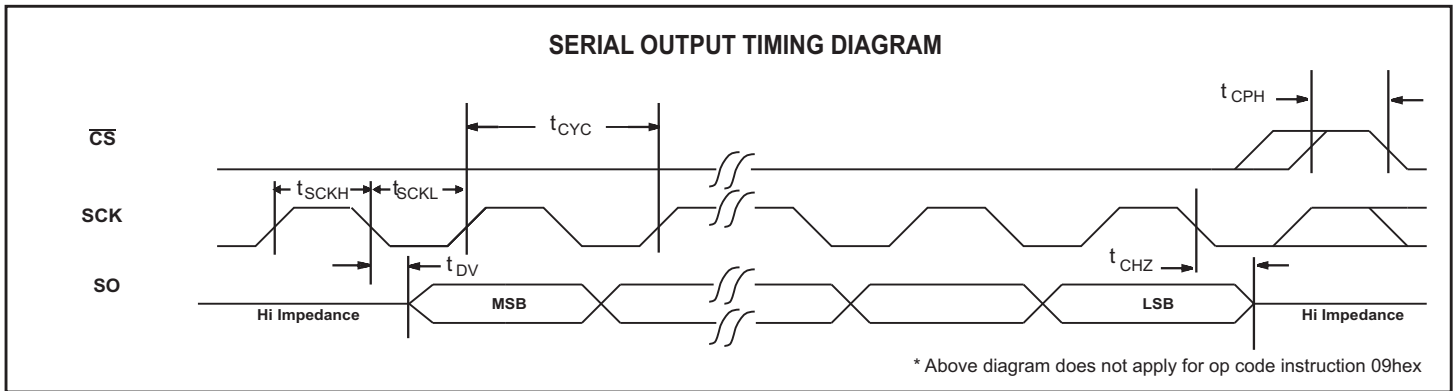 SERIAL OUTPUT TIMING DIAGRAM
t CPH
CS
t CYC
t SCKH
t SCKL
SCK
t DV
t CHZ
SO
MSB
LSB
Hi Impedance
Hi Impedance
* Above diagram does not apply for op code instruction 09hex